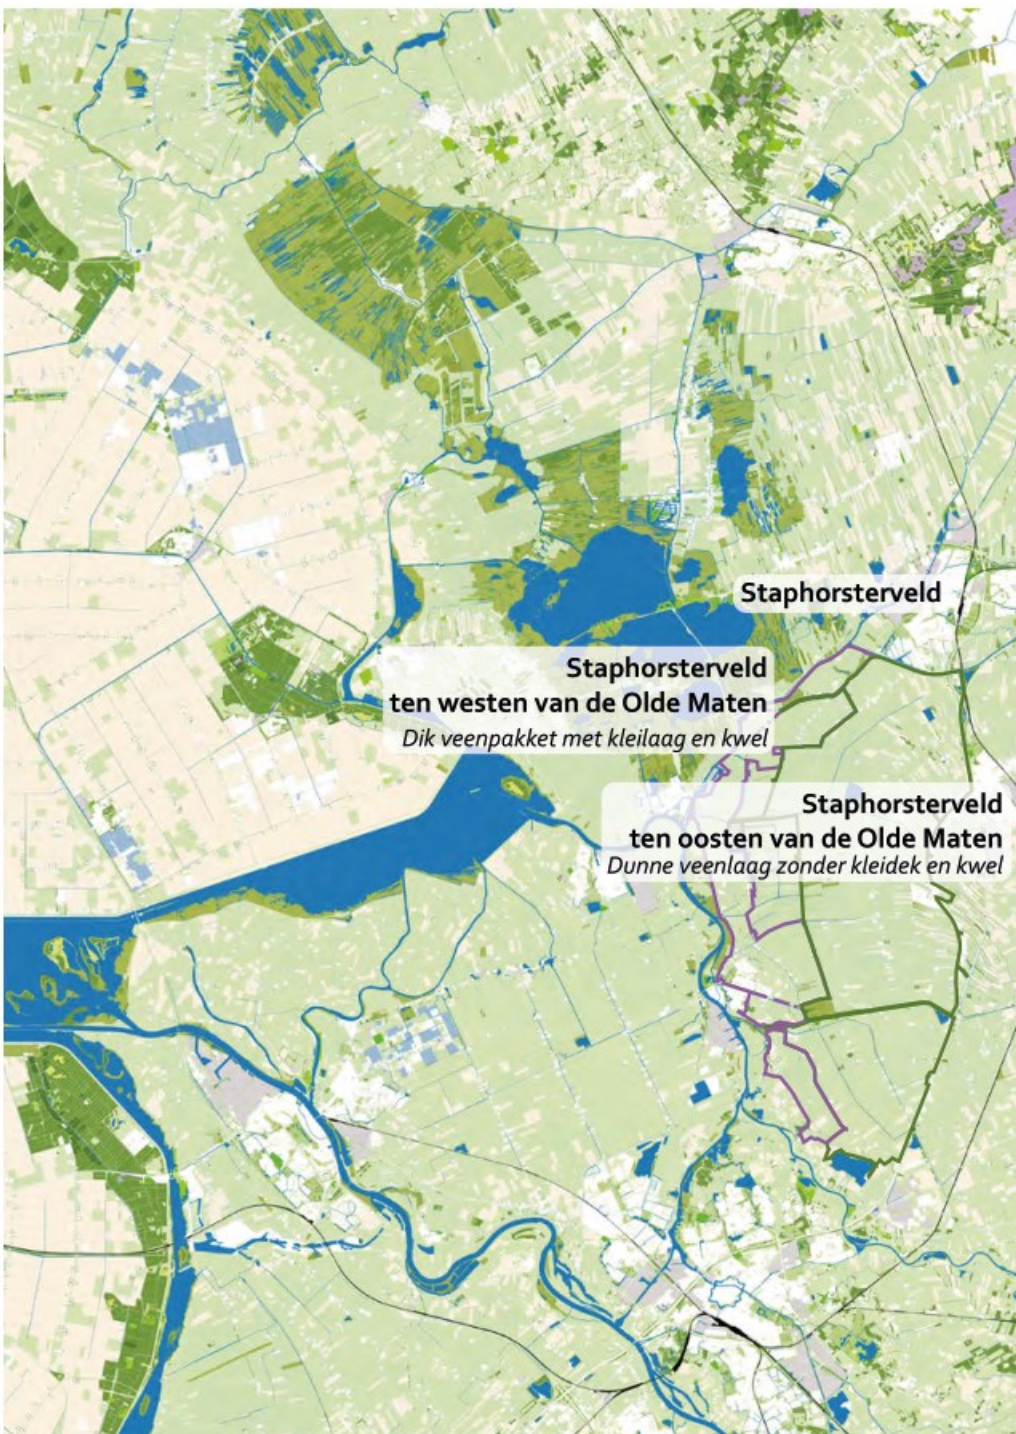 Staphorsterveld
Staphorsterveld
ten westen van de Olde Maten
Dik veenpakket met kleilaag en kwel
Staphorsterveld
ten oosten van de Olde Maten
Dunne veenlaag zonder kleidek en kwel